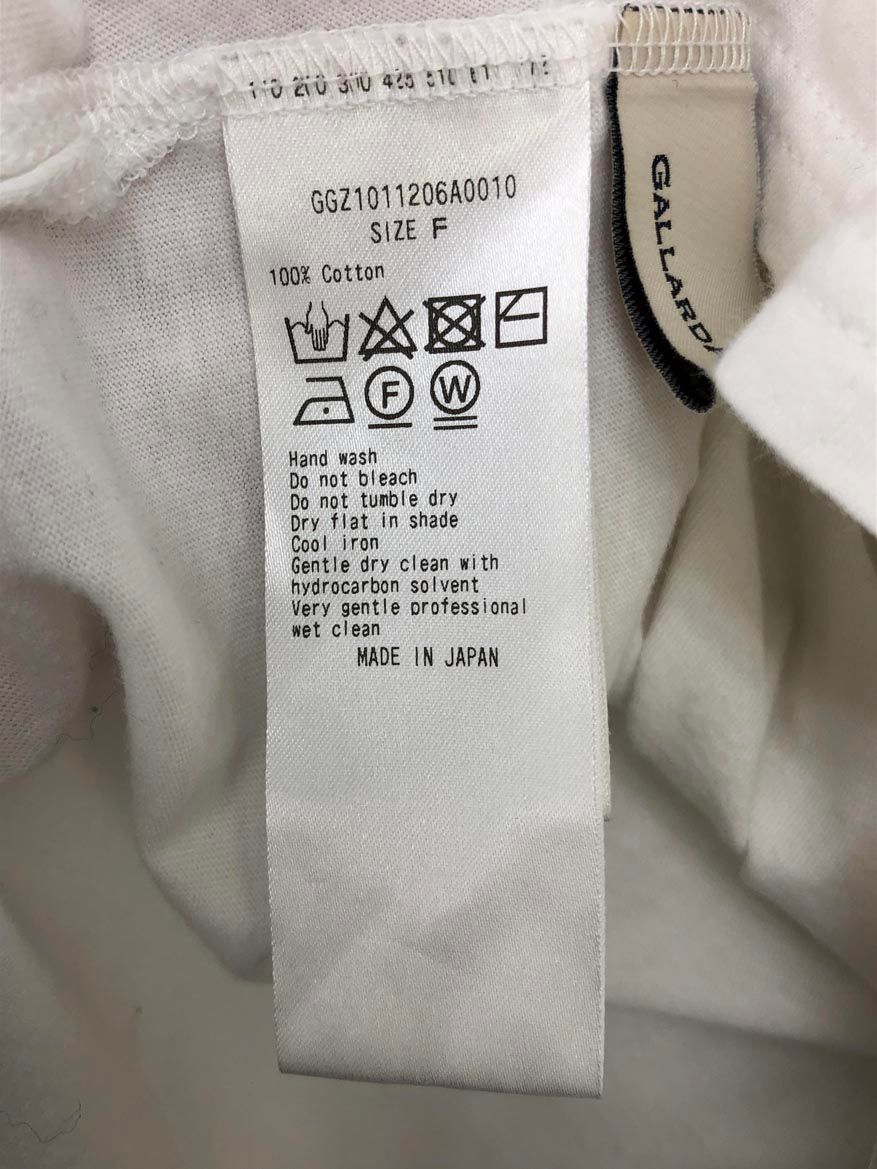 GGZ1011206A0010
SIZE F
100% Cotton
F
W
Hand wash
Do not bleach
Do not tumble dry
Dry flat in shade
Cool iron
Gentle dry clean with
hydrocarbon solvent
Very gentle professional
wet clean
MADE IN JAPAN